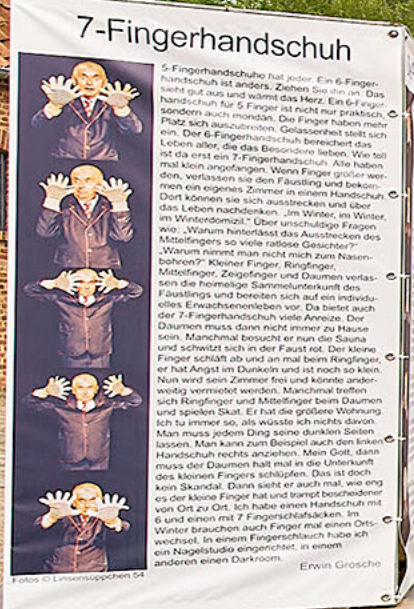 7-Fingerhandschuh
5-Fingerhandschuhe hat jeder. Ein 6-Finger-
handschuh ist anders. Ziehen Sie ihn an. Das
sieht gut aus und wärmt das Herz. Ein 6-Finger-
handschuh für 5 Finger ist nicht nur praktisch,
sondern auch mondän. Die Finger haben mehr
Platz sich auszubreiten. Gelassenheit stellt sich
ein. Der 6-Fingerhandschuh bereichert das
Leben aller, die das Besondere lieben. Wie toll
ist da erst ein 7-Fingerhandschuh. Alle haben
mal klein angefangen. Wenn Finger größer wer-
den, verlassen sie den Fäustling und bekom-
men ein eigenes Zimmer in einem Handschuh.
Dort können sie sich ausstrecken und über
das Leben nachdenken. „Im Winter, im Winter,
im Winterdomizil." Über unschuldige Fragen
wie: „Warum hinterlässt das Ausstrecken des
Mittelfingers so viele ratlose Gesichter?"
„Warum nimmt man nicht mich zum Nasen-
bohren?" Kleiner Finger, Ringfinger,
Mittelfinger, Zeigefinger und Daumen verlas-
sen die heimelige Sammelunterkunft des
Fäustlings und bereiten sich auf ein individu-
elles Erwachsenenleben vor. Da bietet auch
der 7-Fingerhandschuh viele Anreize. Der
Daumen muss dann nicht immer zu Hause
sein. Manchmal besucht er nun die Sauna
und schwitzt sich in der Faust rot. Der kleine
Finger schläft ab und an mal beim Ringfinger,
er hat Angst im Dunkeln und ist noch so klein.
Nun wird sein Zimmer frei und könnte ander-
weitig vermietet werden. Manchmal treffen
sich Ringfinger und Mittelfinger beim Daumen
und spielen Skat. Er hat die größere Wohnung.
Ich tu immer so, als wüsste ich nichts davon.
Man muss jedem Ding seine dunklen Seiten
lassen. Man kann zum Beispiel auch den linken
Handschuh rechts anziehen. Mein Gott, dann
muss der Daumen halt mal in die Unterkunft
des kleinen Fingers schlüpfen. Das ist doch
kein Skandal. Dann sieht er auch mal, wie eng
es der kleine Finger hat und trampt bescheidener
von Ort zu Ort. Ich habe einen Handschuh mit
6 und einen mit 7 Fingerschlafsäcken. Im
Winter brauchen auch Finger mal einen Orts-
wechsel. In einem Fingerschlauch habe ich
ein Nagelstudio eingerichtet, in einem
anderen einen Darkroom.
Erwin Grosche
Fotos © Linsensüppchen 54